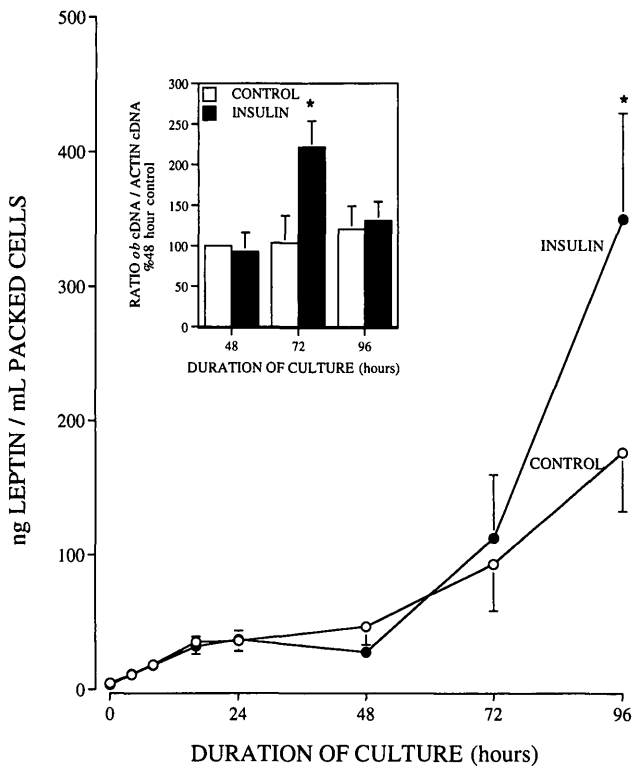 500
400
300
200
100
0
ng LEPTIN / mL PACKED CELLS
0 24 48 72 96
DURATION OF CULTURE (hours)
*
INSULIN
CONTROL
300
250
200
150
100
50
0
RATIO ob cDNA / ACTIN cDNA
%48 hour control
CONTROL
INSULIN
*
48 72 96
DURATION OF CULTURE (hours)